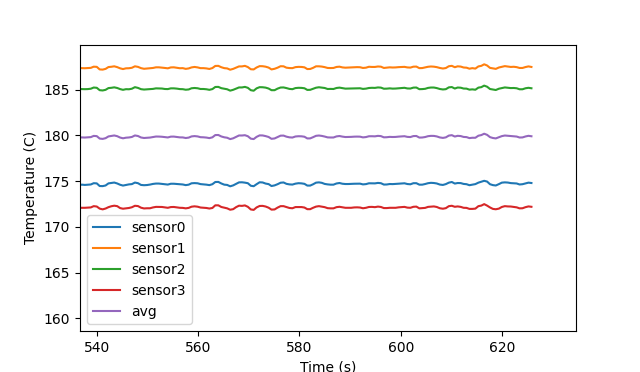 Temperature (C)
185
180
175
170
165
160
sensor0
sensor1
sensor2
sensor3
avg
540 560 580 600 620
Time (s)